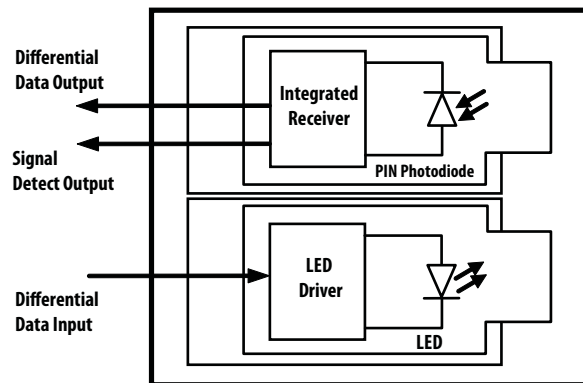 Differential
Data Output
Integrated
Receiver
Signal
Detect Output
PIN Photodiode
LED
Driver
Differential
Data Input
LED